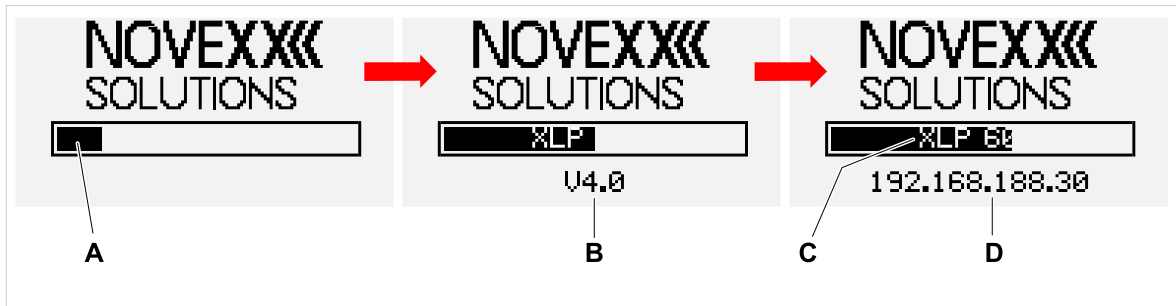 NOVEXX
SOLUTIONS
A
NOVEXX
SOLUTIONS
XLP
V4.0
B
NOVEXX
SOLUTIONS
XLP 60
192.168.188.30
C
D